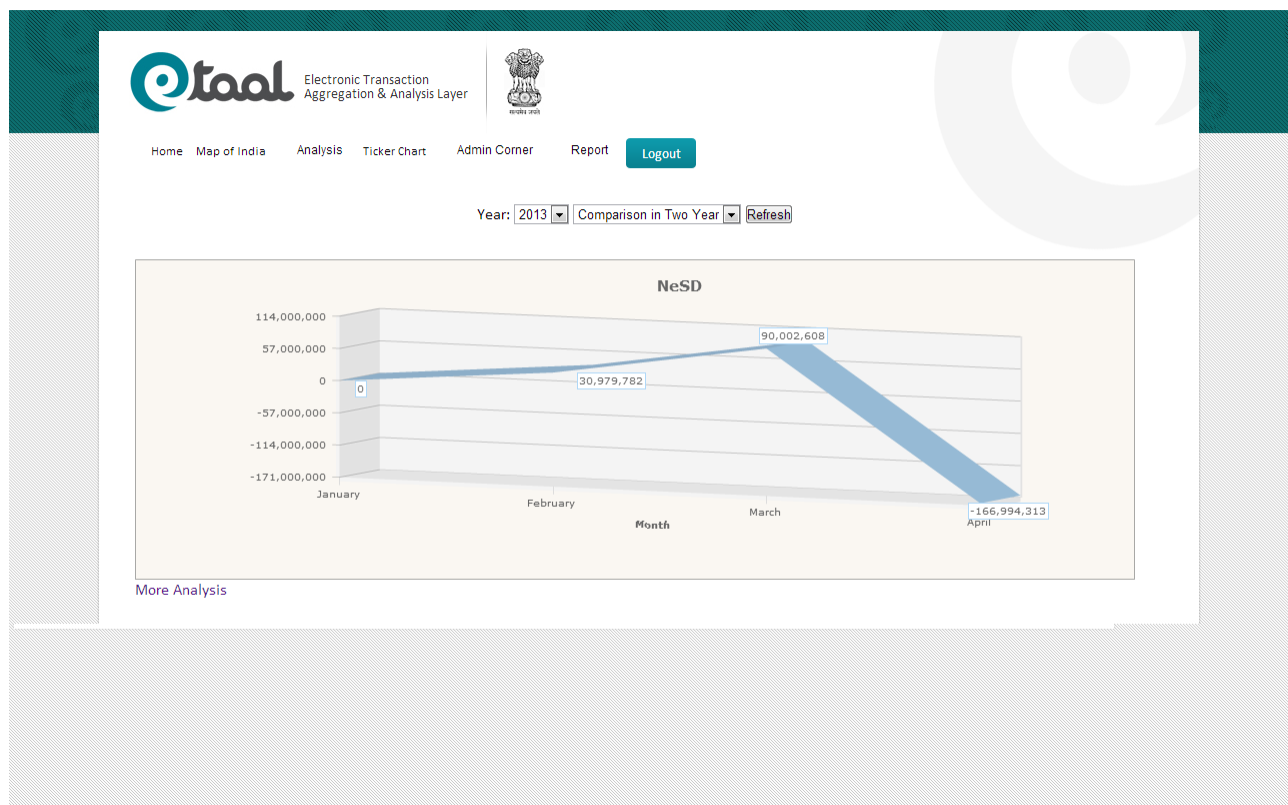 etaal
Electronic Transaction
Aggregation & Analysis Layer
सत्यमेव जयते
Home Map of India Analysis Ticker Chart Admin Corner Report Logout
Year: 2013 Comparison in Two Year Refresh
NeSD
114,000,000
57,000,000
0
-57,000,000
-114,000,000
-171,000,000
0
30,979,782
90,002,608
-166,994,313
January
February
March
April
Month
More Analysis